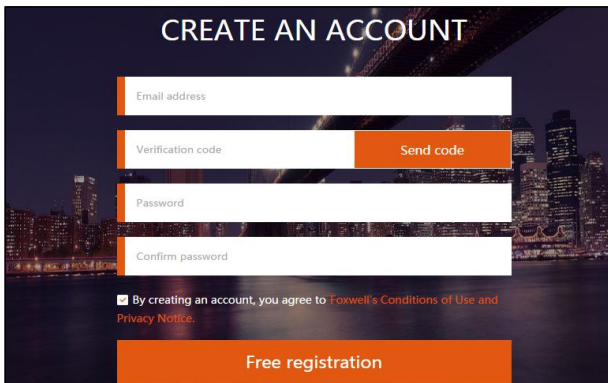 CREATE AN ACCOUNT
Email address
Verification code
Send code
Password
Confirm password
By creating an account, you agree to Foxwell's Conditions of Use and
Privacy Notice.
Free registration